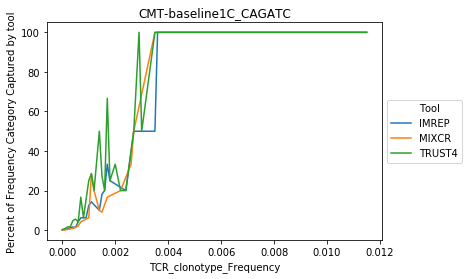 CMT-baseline1C_CAGATC
Percent of Frequency Category Captured by tool
100
80
60
40
20
0
0.000 0.002 0.004 0.006 0.008 0.010 0.012
TCR_clonotype_Frequency
Tool
IMREP
MIXCR
TRUST4